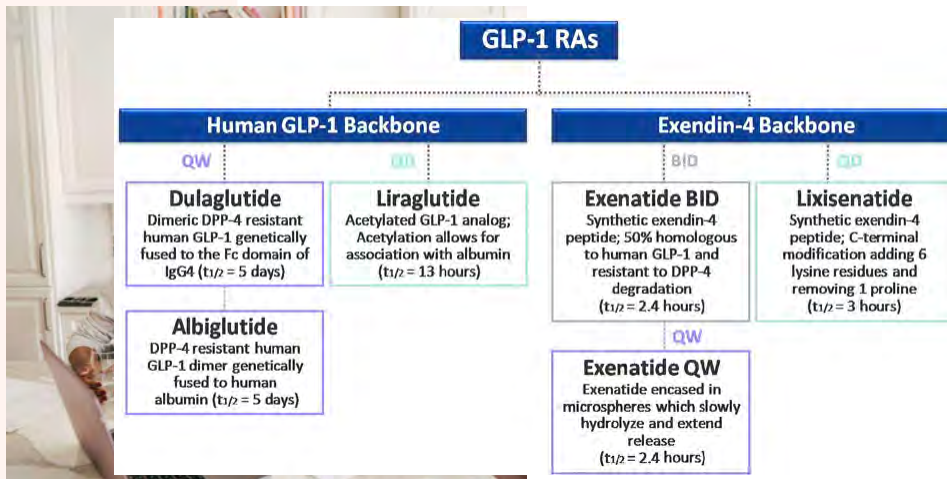 GLP-1 RAs
Human GLP-1 Backbone
QW
QD
Dulaglutide
Dimeric DPP-4 resistant
human GLP-1 genetically
fused to the Fc domain of
IgG4 (t1/2 = 5 days)
Liraglutide
Acetylated GLP-1 analog;
Acetylation allows for
association with albumin
(t1/2 = 13 hours)
Albiglutide
DPP-4 resistant human
GLP-1 dimer genetically
fused to human
albumin (t1/2 = 5 days)
Exendin-4 Backbone
BID
QD
Exenatide BID
Synthetic exendin-4
peptide; 50% homologous
to human GLP-1 and
resistant to DPP-4
degradation
(t1/2 = 2.4 hours)
Lixisenatide
Synthetic exendin-4
peptide; C-terminal
modification adding 6
lysine residues and
removing 1 proline
(t1/2 = 3 hours)
QW
Exenatide QW
Exenatide encased in
microspheres which slowly
hydrolyze and extend
release
(t1/2 = 2.4 hours)